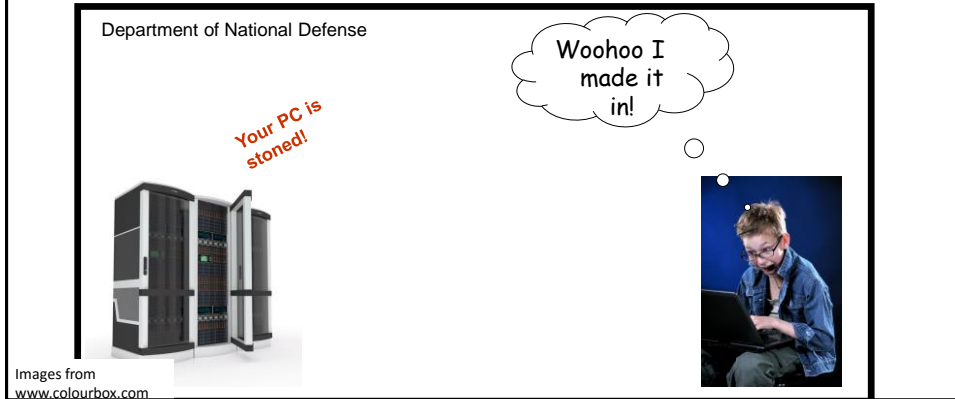 Department of National Defense
Woohoo I
made it
in!
Your PC is
stoned!
Images from
www.colourbox.com